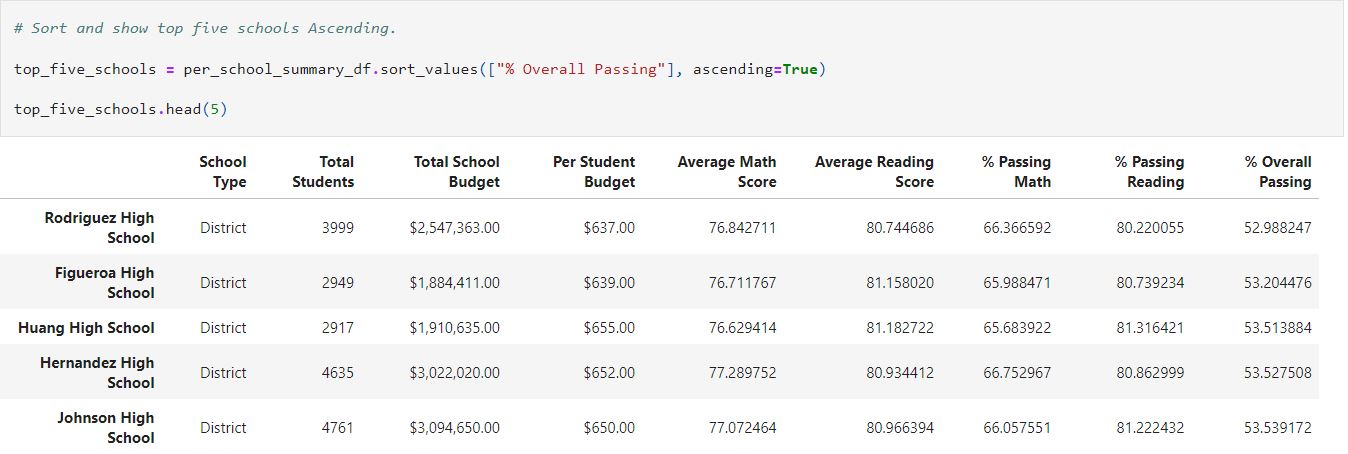 # Sort and show top five schools Ascending.
top_five_schools = per_school_summary_df.sort_values(["% Overall Passing"], ascending=True)
top_five_schools.head(5)
School Type Total Students Total School Budget Per Student Budget Average Math Score Average Reading Score % Passing Math % Passing Reading % Overall Passing
Rodriguez High School District 3999 $2,547,363.00 $637.00 76.842711 80.744686 66.366592 80.220055 52.988247
Figueroa High School District 2949 $1,884,411.00 $639.00 76.711767 81.158020 65.988471 80.739234 53.204476
Huang High School District 2917 $1,910,635.00 $655.00 76.629414 81.182722 65.683922 81.316421 53.513884
Hernandez High School District 4635 $3,022,020.00 $652.00 77.289752 80.934412 66.752967 80.862999 53.527508
Johnson High School District 4761 $3,094,650.00 $650.00 77.072464 80.966394 66.057551 81.222432 53.539172